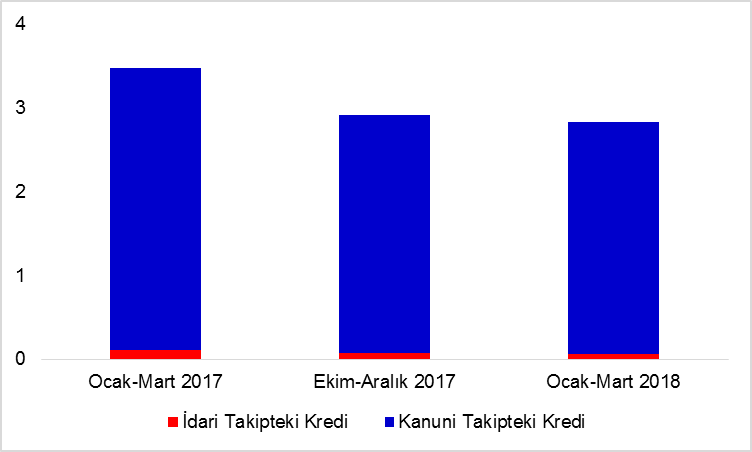 4
3
2
1
0
Ocak-Mart 2017 Ekim-Aralık 2017 Ocak-Mart 2018
İdari Takipteki Kredi Kanuni Takipteki Kredi